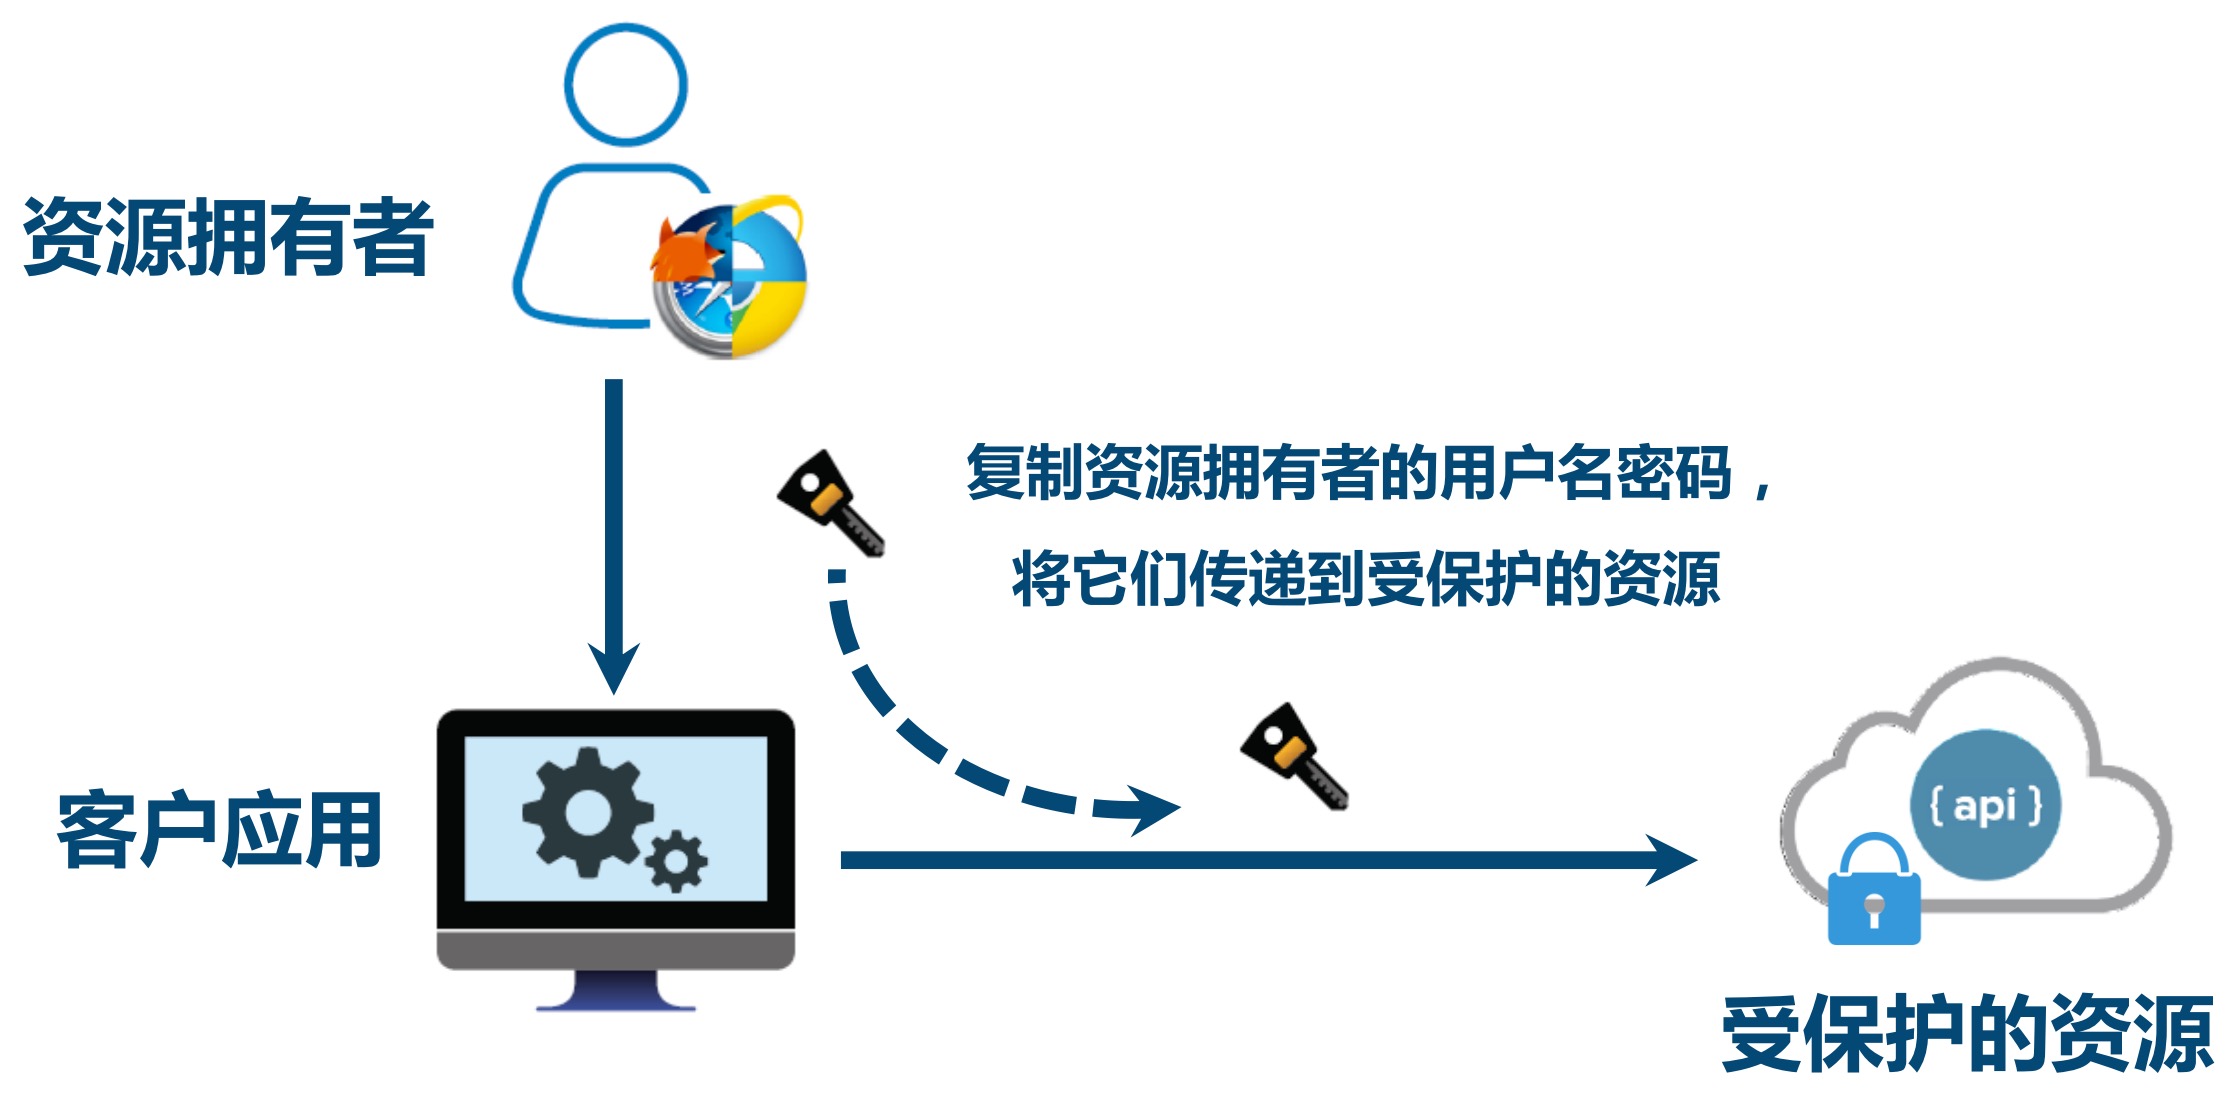 资源拥有者
复制资源拥有者的用户名密码，
将它们传递到受保护的资源
客户应用
{ api }
受保护的资源